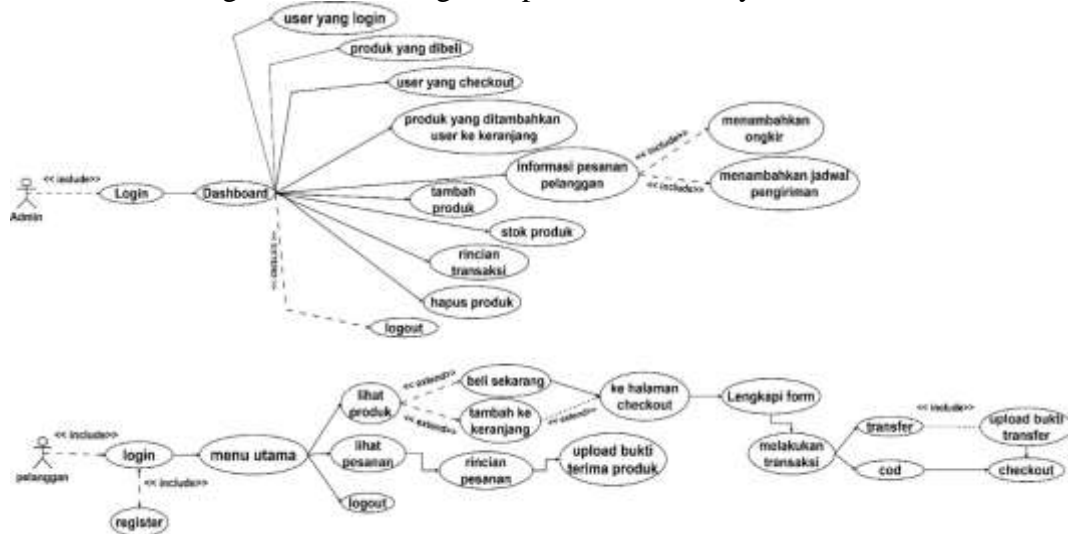 user yang login
produk yang dibeli
user yang checkout
produk yang ditambahkan
user ke keranjang
informasi pesanan
pelanggan
<< include>>
menambahkan
ongkir
<< include>>
menambahkan jadwal
pengiriman
Admin
<< include>>
Login
Dashboard
tambah
produk
stok produk
rincian
transaksi
hapus produk
logout
pelanggan
<< include>>
login
<< include>>
register
menu utama
lihat
produk
<< extend>>
beli sekarang
<< extend>>
tambah ke
keranjang
<< extend>>
ke halaman
checkout
Lengkapi form
melakukan
transaksi
transfer
<< include>>
upload bukti
transfer
cod
checkout
lihat
pesanan
rincian
pesanan
upload bukti
terima produk
logout